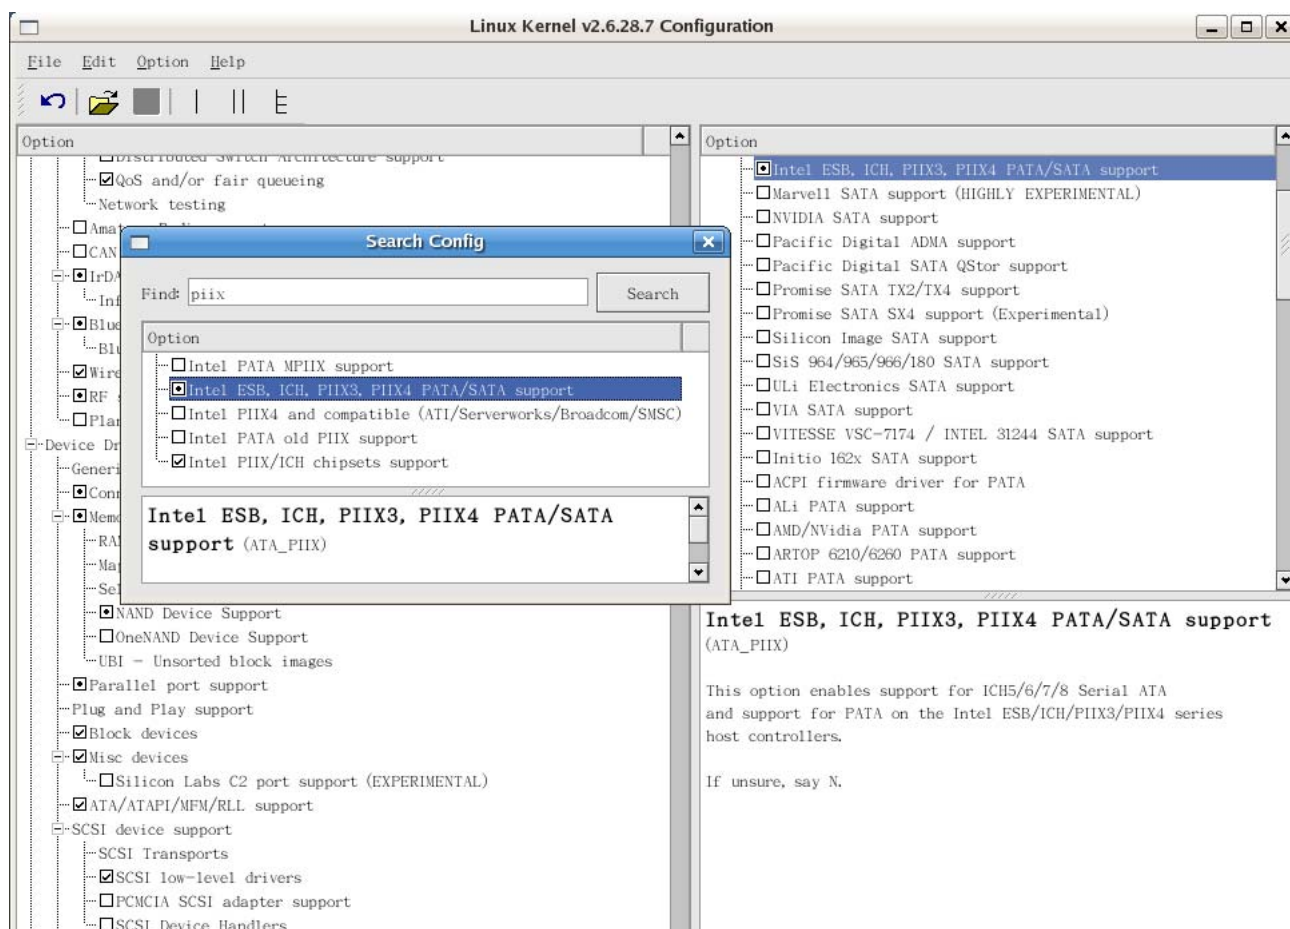 Linux Kernel v2.6.28.7 Configuration
File Edit Option Help
Option
QoS and/or fair queueing
Network testing
CAN
IrDA
Device Dr
NAND Device Support
OneNAND Device Support
UBI - Unsorted block images
Parallel port support
Plug and Play support
Block devices
Misc devices
Silicon Labs C2 port support (EXPERIMENTAL)
ATA/ATAPI/MFM/RLL support
SCSI device support
SCSI Transports
SCSI low-level drivers
PCMCIA SCSI adapter support
SCSI Device Handlers
Search Config
Find: piix
Search
Option
Intel PATA MPIIX support
Intel ESB, ICH, PIIX3, PIIX4 PATA/SATA support
Intel PIIX4 and compatible (ATI/Serverworks/Broadcom/SMSC)
Intel PATA old PIIX support
Intel PIIX/ICH chipsets support
Intel ESB, ICH, PIIX3, PIIX4 PATA/SATA
support (ATA_PIIX)
Option
Intel ESB, ICH, PIIX3, PIIX4 PATA/SATA support
Marvell SATA support (HIGHLY EXPERIMENTAL)
NVIDIA SATA support
Pacific Digital ADMA support
Pacific Digital SATA QStor support
Promise SATA TX2/TX4 support
Promise SATA SX4 support (Experimental)
Silicon Image SATA support
SiS 964/965/966/180 SATA support
ULi Electronics SATA support
VIA SATA support
VITESSE VSC-7174 / INTEL 31244 SATA support
Initio 162x SATA support
ACPI firmware driver for PATA
ALi PATA support
AMD/NVidia PATA support
ARTOP 6210/6260 PATA support
ATI PATA support
Intel ESB, ICH, PIIX3, PIIX4 PATA/SATA support
(ATA_PIIX)
This option enables support for ICH5/6/7/8 Serial ATA
and support for PATA on the Intel ESB/ICH/PIIX3/PIIX4 series
host controllers.
If unsure, say N.